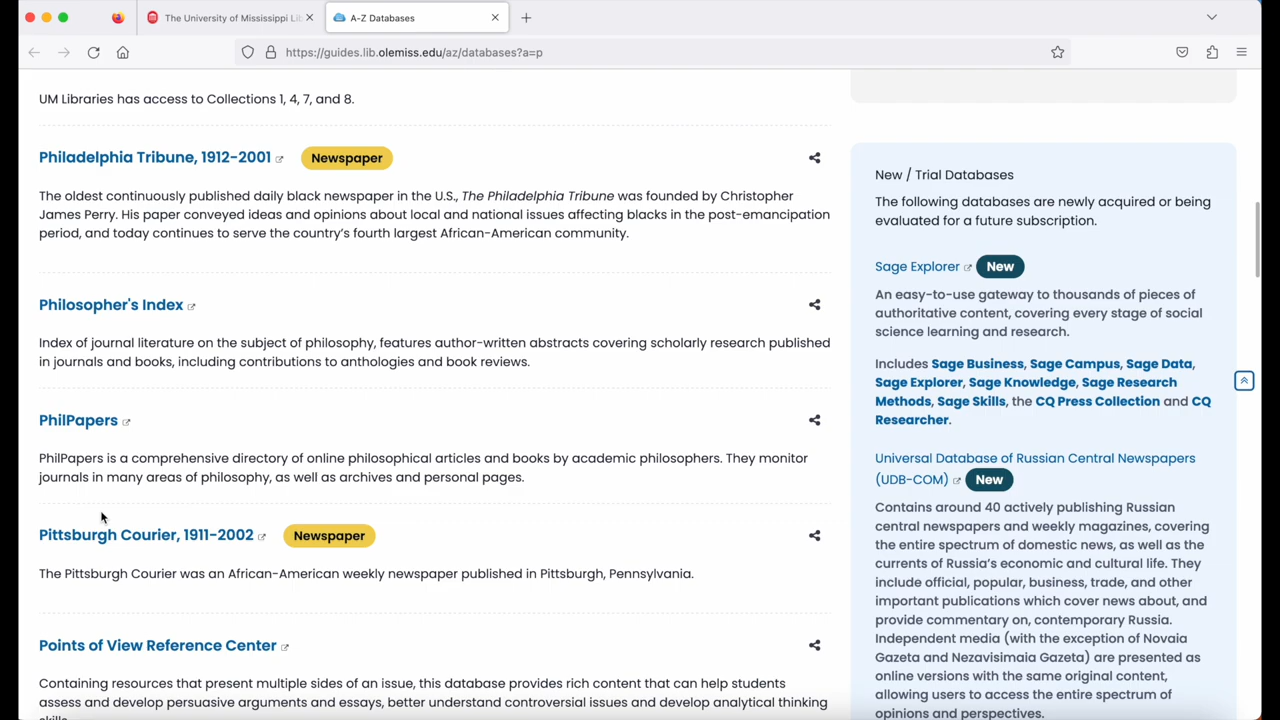 The University of Mississippi Lib
A-Z Databases
https://guides.lib.olemiss.edu/az/databases?a=p
UM Libraries has access to Collections 1, 4, 7, and 8.
Philadelphia Tribune, 1912-2001
Newspaper
The oldest continuously published daily black newspaper in the U.S., The Philadelphia Tribune was founded by Christopher
James Perry. His paper conveyed ideas and opinions about local and national issues affecting blacks in the post-emancipation
period, and today continues to serve the country's fourth largest African-American community.
Philosopher's Index
Index of journal literature on the subject of philosophy, features author-written abstracts covering scholarly research published
in journals and books, including contributions to anthologies and book reviews.
PhilPapers
PhilPapers is a comprehensive directory of online philosophical articles and books by academic philosophers. They monitor
journals in many areas of philosophy, as well as archives and personal pages.
Pittsburgh Courier, 1911-2002
Newspaper
The Pittsburgh Courier was an African-American weekly newspaper published in Pittsburgh, Pennsylvania.
Points of View Reference Center
Containing resources that present multiple sides of an issue, this database provides rich content that can help students
assess and develop persuasive arguments and essays, better understand controversial issues and develop analytical thinking
skills.
New / Trial Databases
The following databases are newly acquired or being
evaluated for a future subscription.
Sage Explorer
New
An easy-to-use gateway to thousands of pieces of
authoritative content, covering every stage of social
science learning and research.
Includes Sage Business, Sage Campus, Sage Data,
Sage Explorer, Sage Knowledge, Sage Research
Methods, Sage Skills, the CQ Press Collection and CQ
Researcher.
Universal Database of Russian Central Newspapers
(UDB-COM)
New
Contains around 40 actively publishing Russian
central newspapers and weekly magazines, covering
the entire spectrum of domestic news, as well as the
currents of Russia's economic and cultural life. They
include official, popular, business, trade, and other
important publications which cover news about, and
provide commentary on, contemporary Russia.
Independent media (with the exception of Novaia
Gazeta and Nezavisimaia Gazeta) are presented as
online versions with the same original content,
allowing users to access the entire spectrum of
opinions and perspectives.